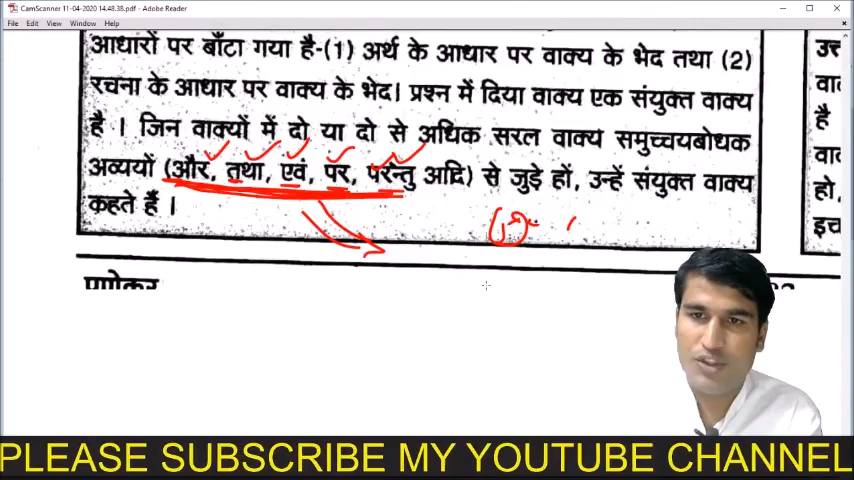 CamScanner 11-04-2020 14.48.38.pdf - Adobe Reader
File Edit View Window Help
आधारों पर बाँटा गया है-(1) अर्थ के आधार पर वाक्य के भेद तथा (2)
रचना के आधार पर वाक्य के भेद। प्रश्न में दिया वाक्य एक संयुक्त वाक्य
है । जिन वाक्यों में दो या दो से अधिक सरल वाक्य समुच्चयबोधक
अव्ययों (और, तथा, एवं, पर, परन्तु आदि) से जुड़े हों, उन्हें संयुक्त वाक्य
कहते हैं ।
है
हो,
PLEASE SUBSCRIBE MY YOUTUBE CHANNEL